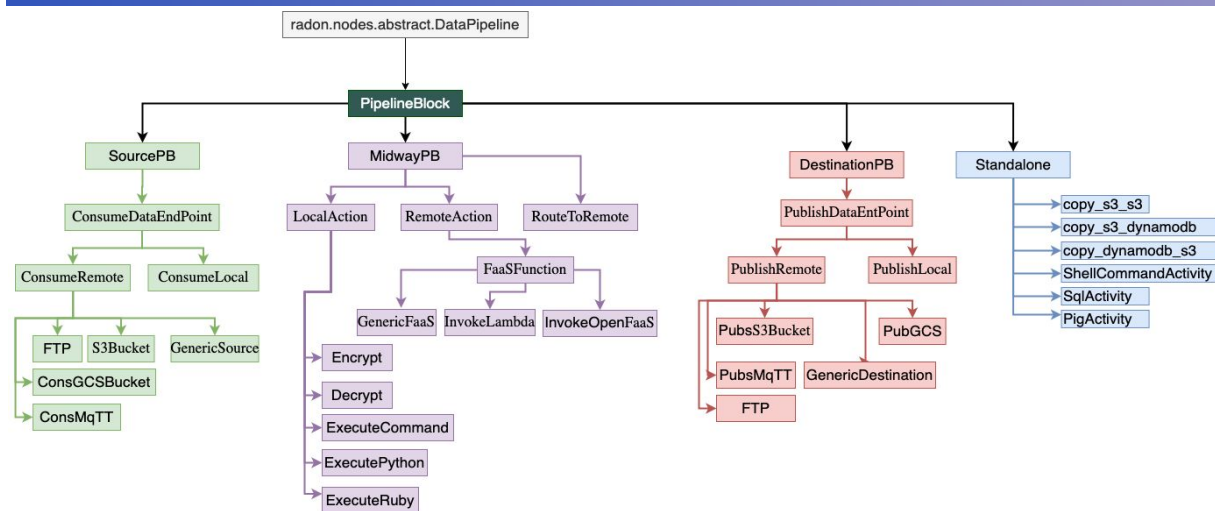 radon.nodes.abstract.DataPipeline
PipelineBlock
SourcePB
MidwayPB
DestinationPB
Standalone
ConsumeDataEndPoint
LocalAction
RemoteAction
RouteToRemote
PublishDataEntPoint
copy_s3_s3
copy_s3_dynamodb
copy_dynamodb_s3
ShellCommandActivity
SqlActivity
PigActivity
ConsumeRemote
ConsumeLocal
FaaSFunction
PublishRemote
PublishLocal
GenericFaaS
InvokeLambda
InvokeOpenFaaS
FTP
S3Bucket
GenericSource
PubsS3Bucket
PubGCS
ConsGCSBucket
ConsMqTT
Encrypt
Decrypt
ExecuteCommand
ExecutePython
ExecuteRuby
PubsMqTT
GenericDestination
FTP